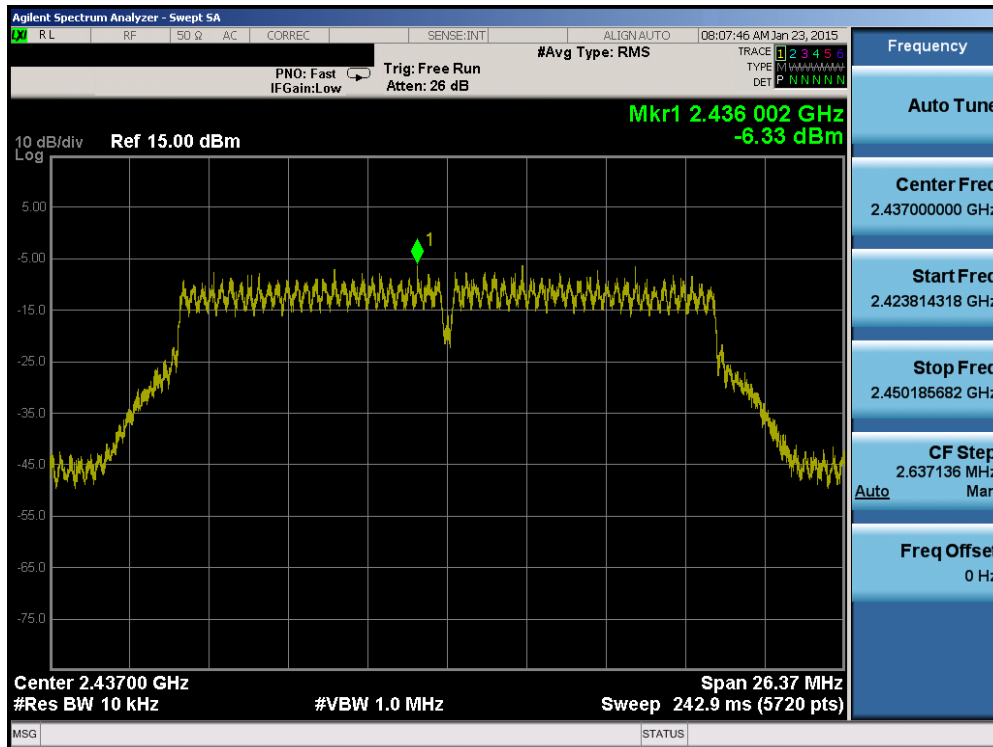 Agilent Spectrum Analyzer - Swept SA
LXI RL RF 50 Ω AC CORREC SENSE:INT ALIGN AUTO 08:07:46 AM Jan 23, 2015
#Avg Type: RMS TRACE 1 2 3 4 5 6
PNO: Fast Trig: Free Run TYPE M W W W W W
IFGain:Low Atten: 26 dB DET P N N N N N
Mkr1 2.436 002 GHz
-6.33 dBm
10 dB/div Ref 15.00 dBm
Log
5.00
1
-5.00
-15.0
-25.0
-35.0
-45.0
-55.0
-65.0
-75.0
Center 2.43700 GHz Span 26.37 MHz
#Res BW 10 kHz #VBW 1.0 MHz Sweep 242.9 ms (5720 pts)
MSG STATUS
Frequency
Auto Tune
Center Freq
2.437000000 GHz
Start Freq
2.423814318 GHz
Stop Freq
2.450185682 GHz
CF Step
2.637136 MHz
Auto Man
Freq Offset
0 Hz